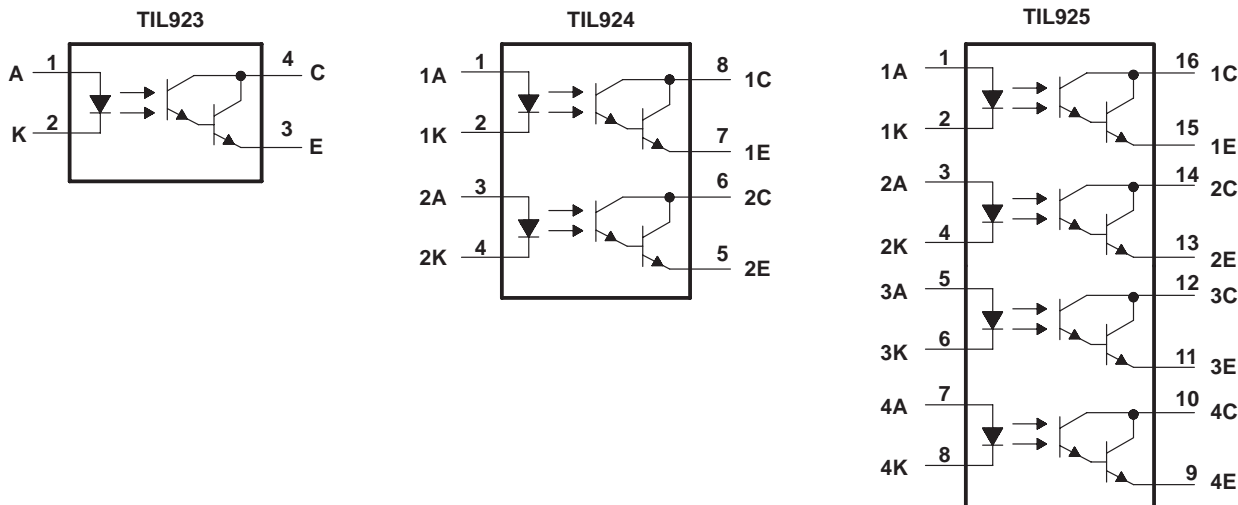 TIL923
A 1 4 C
K 2 3 E
TIL924
1A 1 8 1C
1K 2 7 1E
2A 3 6 2C
2K 4 5 2E
TIL925
1A 1 16 1C
1K 2 15 1E
2A 3 14 2C
2K 4 13 2E
3A 5 12 3C
3K 6 11 3E
4A 7 10 4C
4K 8 9 4E